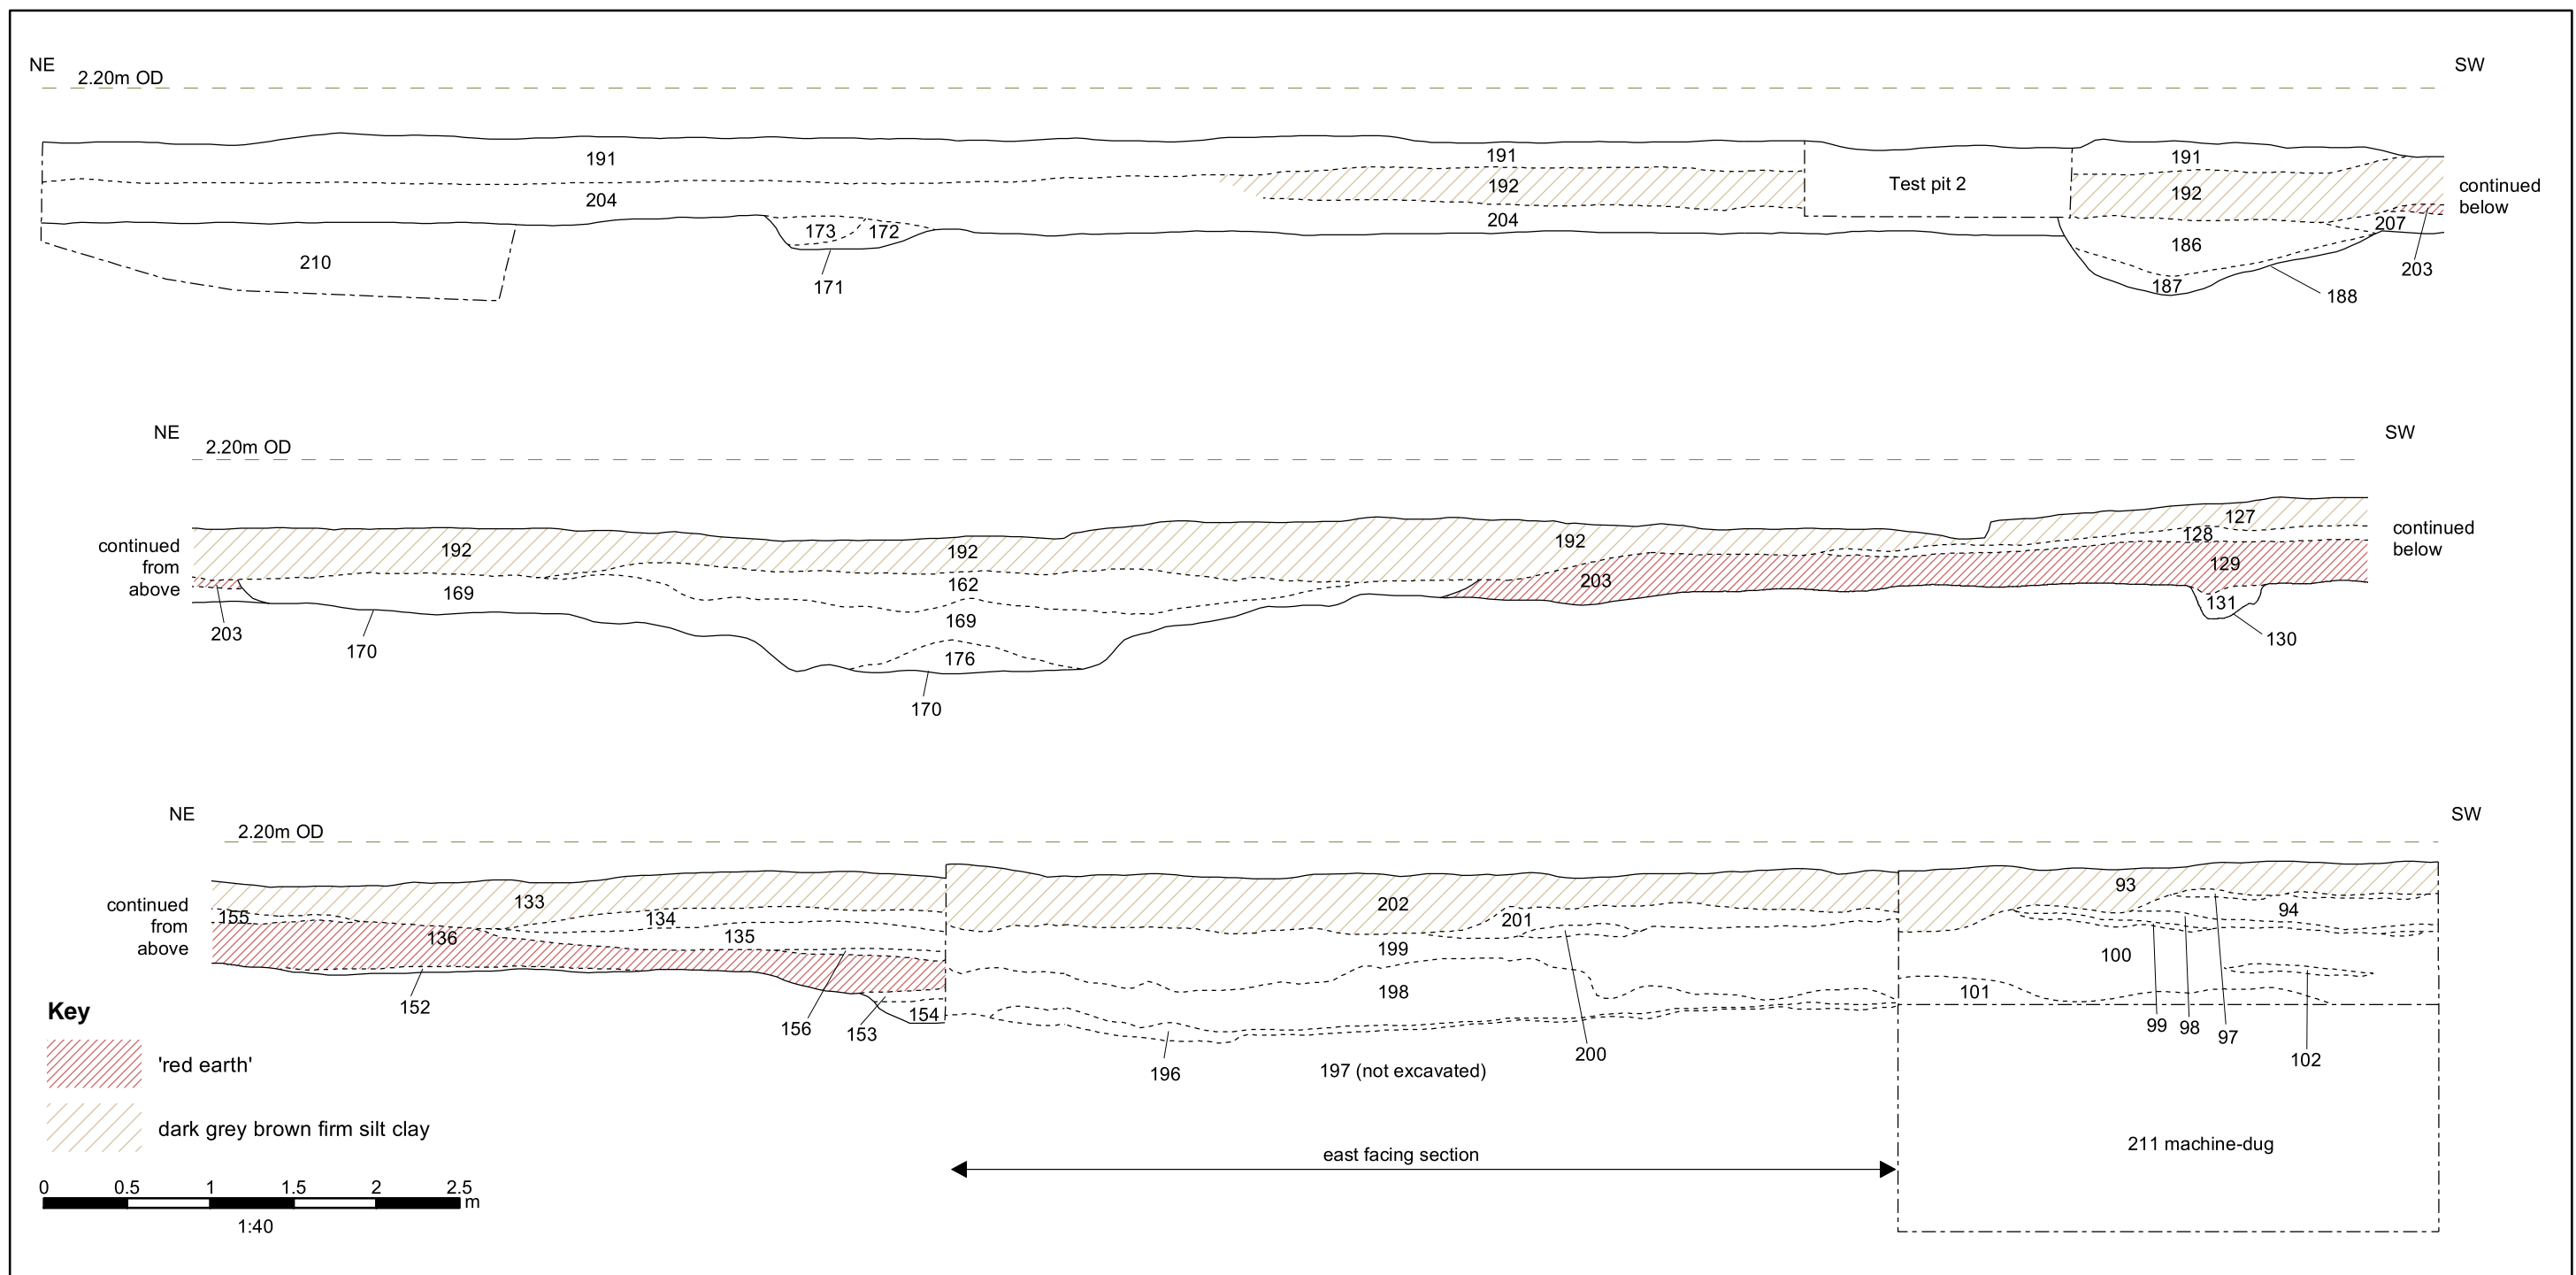 NE
2.20m OD
SW
191
191
191
204
192
192
204
Test pit 2
continued
below
173
172
207
186
210
171
187
188
203
NE
2.20m OD
SW
continued
from
above
192
192
192
127
128
continued
below
169
162
203
129
203
169
131
170
176
130
170
NE
2.20m OD
SW
continued
from
above
133
202
93
155
134
201
94
136
135
199
100
198
101
152
156
153
154
99
98
97
196
197 (not excavated)
200
102
Key
'red earth'
dark grey brown firm silt clay
east facing section
211 machine-dug
0 0.5 1 1.5 2 2.5
m
1:40